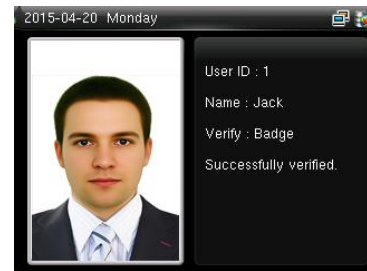 2015-04-20 Monday
User ID : 1
Name : Jack
Verify : Badge
Successfully verified.